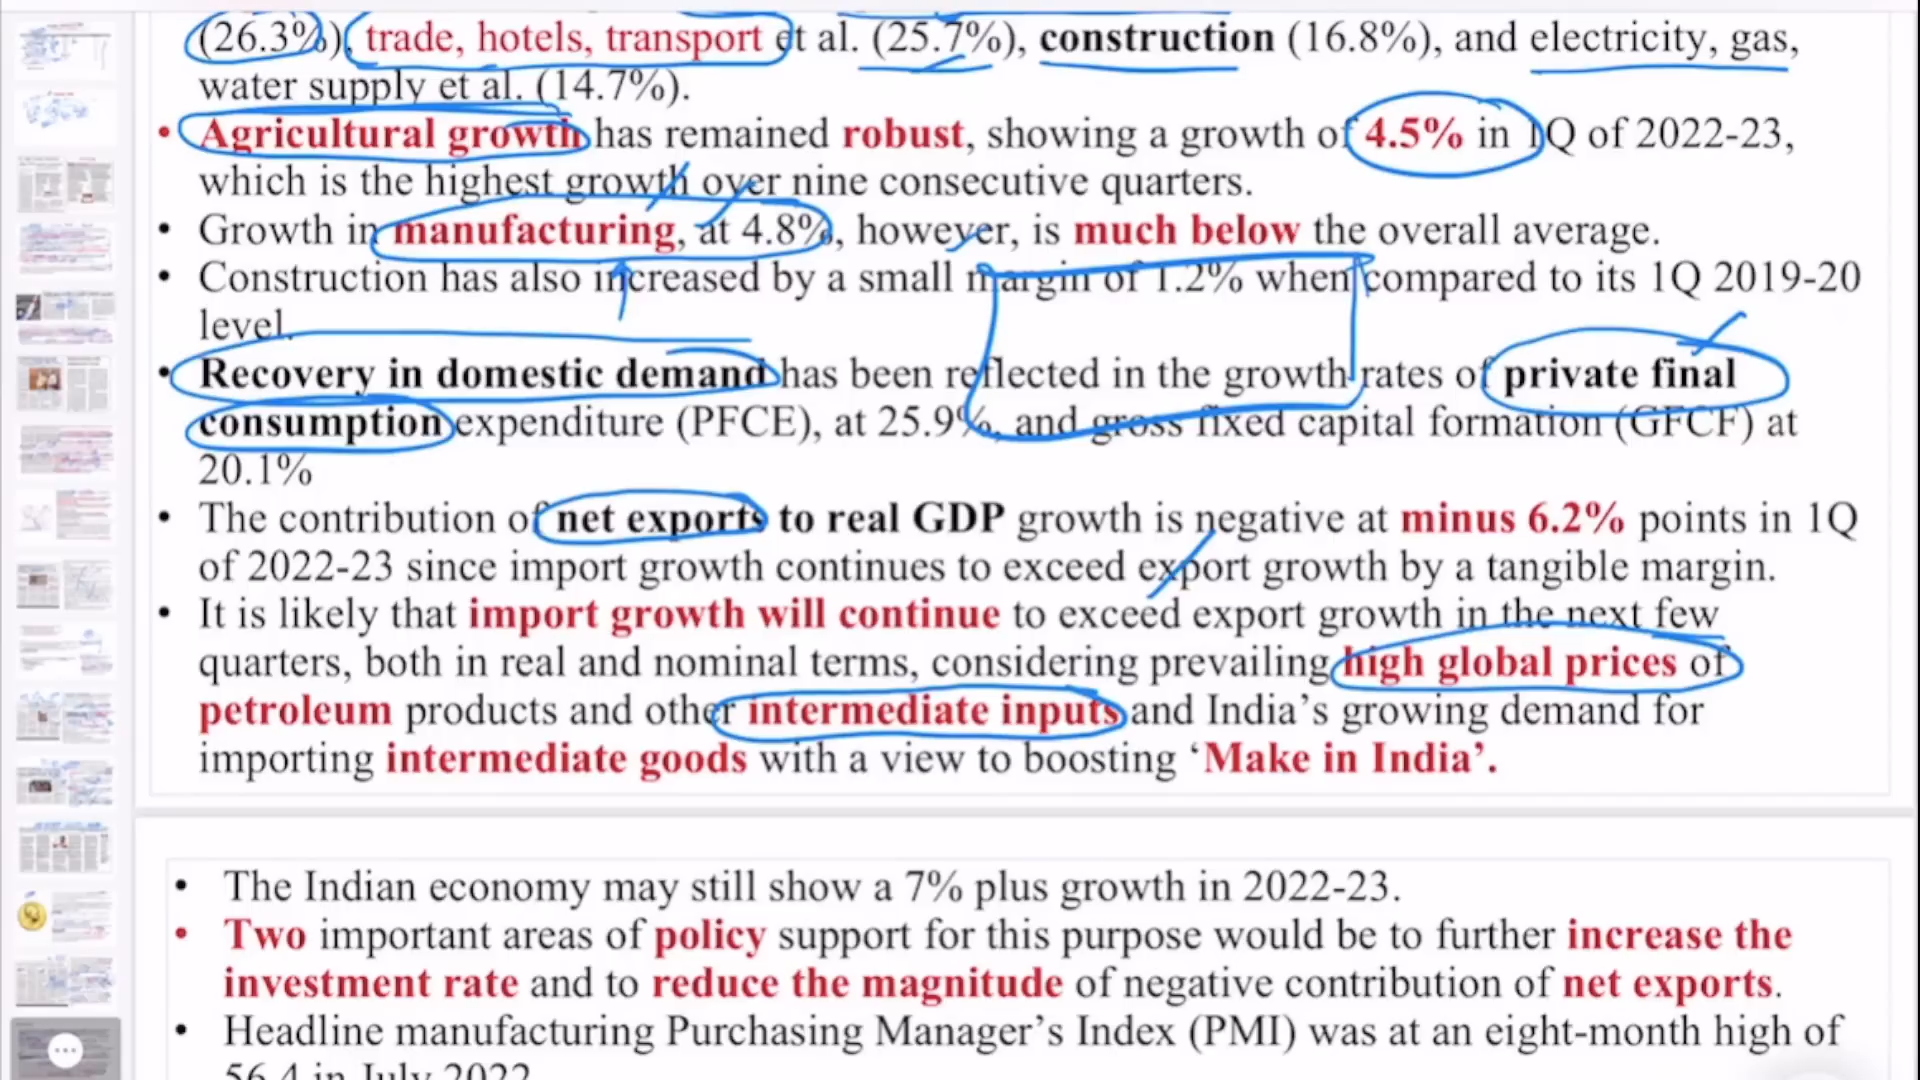 (26.3%), trade, hotels, transport et al. (25.7%), construction (16.8%), and electricity, gas,
water supply et al. (14.7%).
• Agricultural growth has remained robust, showing a growth of 4.5% in 1Q of 2022-23,
which is the highest growth over nine consecutive quarters.
• Growth in manufacturing, at 4.8%, however, is much below the overall average.
• Construction has also increased by a small margin of 1.2% when compared to its 1Q 2019-20
level.
• Recovery in domestic demand has been reflected in the growth rates of private final
consumption expenditure (PFCE), at 25.9%, and gross fixed capital formation (GFCF) at
20.1%
• The contribution of net exports to real GDP growth is negative at minus 6.2% points in 1Q
of 2022-23 since import growth continues to exceed export growth by a tangible margin.
• It is likely that import growth will continue to exceed export growth in the next few
quarters, both in real and nominal terms, considering prevailing high global prices of
petroleum products and other intermediate inputs and India’s growing demand for
importing intermediate goods with a view to boosting ‘Make in India’.
• The Indian economy may still show a 7% plus growth in 2022-23.
• Two important areas of policy support for this purpose would be to further increase the
investment rate and to reduce the magnitude of negative contribution of net exports.
• Headline manufacturing Purchasing Manager’s Index (PMI) was at an eight-month high of
56.4 in July 2022